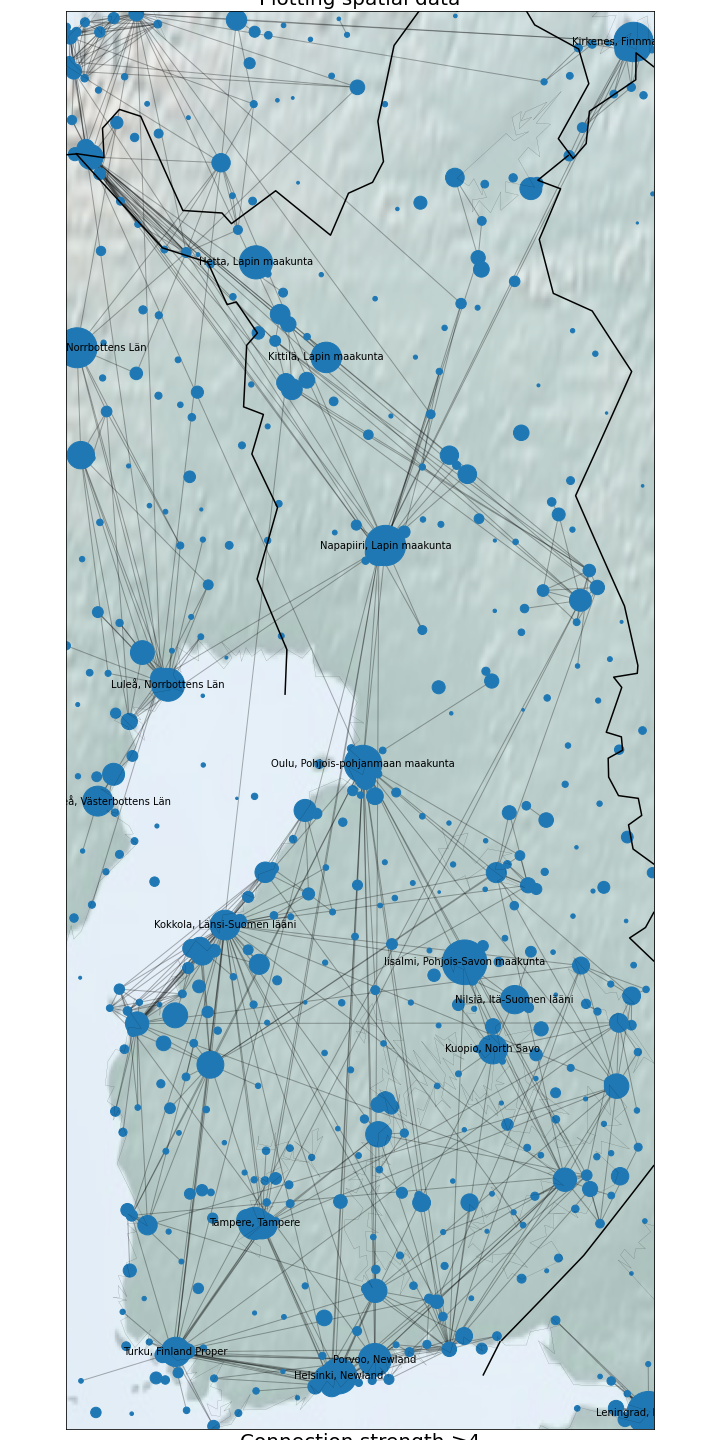 Plotting spatial data
Kirkenes, Finnma
Hetta, Lapin maakunta
Norrbottens Län
Kittilä, Lapin maakunta
Napapiiri, Lapin maakunta
Luleå, Norrbottens Län
Oulu, Pohjois-pohjanmaan maakunta
eå, Västerbottens Län
Kokkola, Länsi-Suomen lääni
Iisalmi, Pohjois-Savon maakunta
Nilsiä, Itä-Suomen lääni
Kuopio, North Savo
Tampere, Tampere
Turku, Finland Proper
Porvoo, Newland
Helsinki, Newland
Leningrad, L
Connection strength ≥4